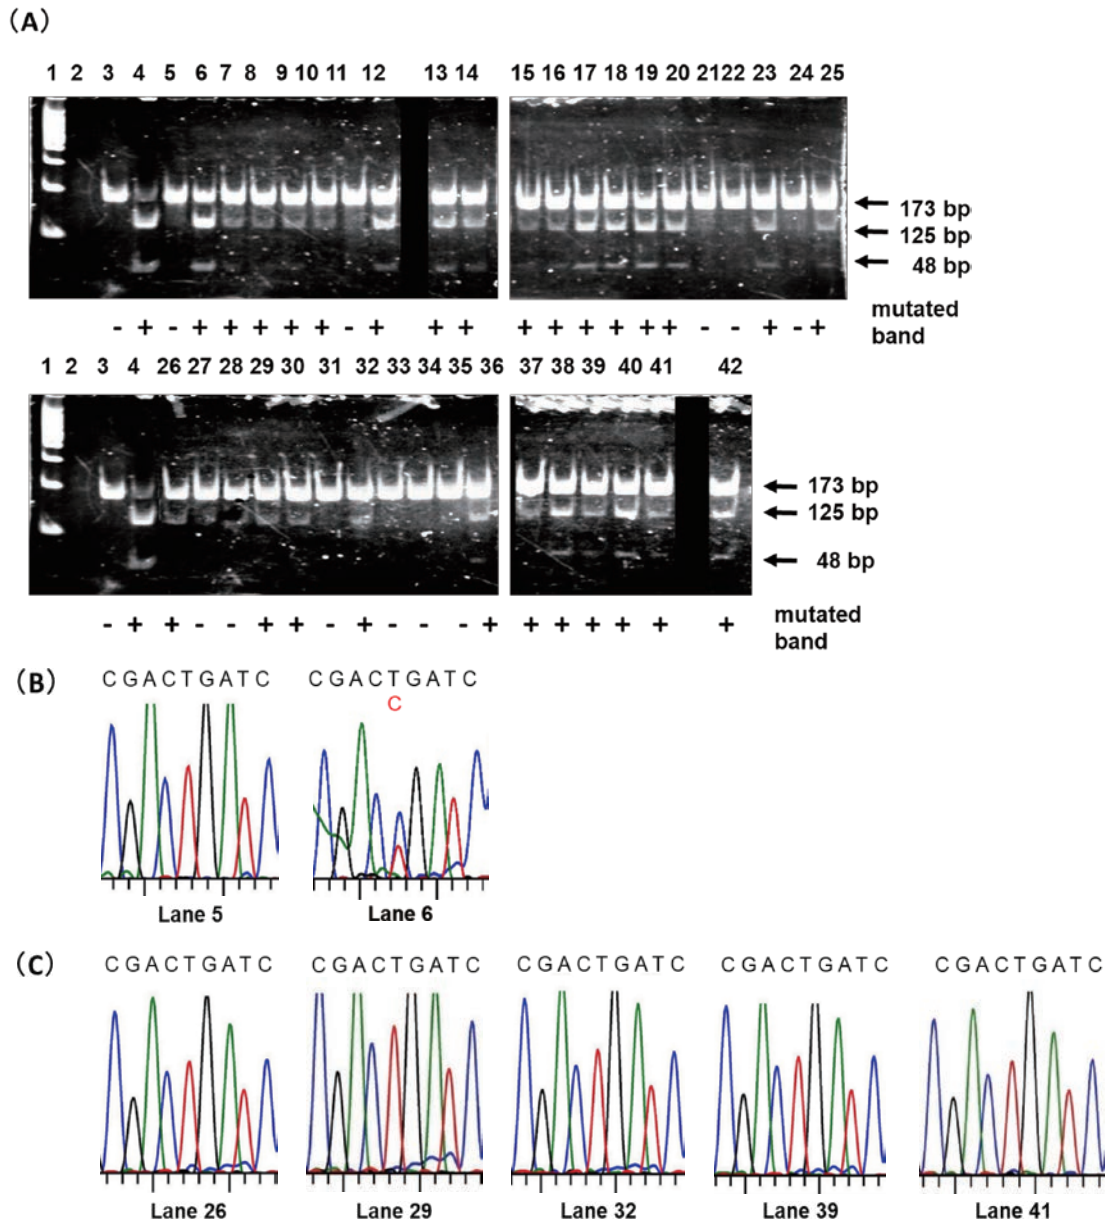 (A)
1 2 3 4 5 6 7 8 9 10 11 12 13 14 15 16 17 18 19 20 21 22 23 24 25
173 bp
125 bp
48 bp
- + - + + + + + - + + + + + + + + + - - + - + mutated
band
1 2 3 4 26 27 28 29 30 31 32 33 34 35 36 37 38 39 40 41 42
173 bp
125 bp
48 bp
- + + - - + + - + - - - + + + + + + + mutated
band
(B)
CGACTGATC CGACTGATC
C
Lane 5 Lane 6
(C)
CGACTGATC CGACTGATC CGACTGATC CGACTGATC CGACTGATC
Lane 26 Lane 29 Lane 32 Lane 39 Lane 41